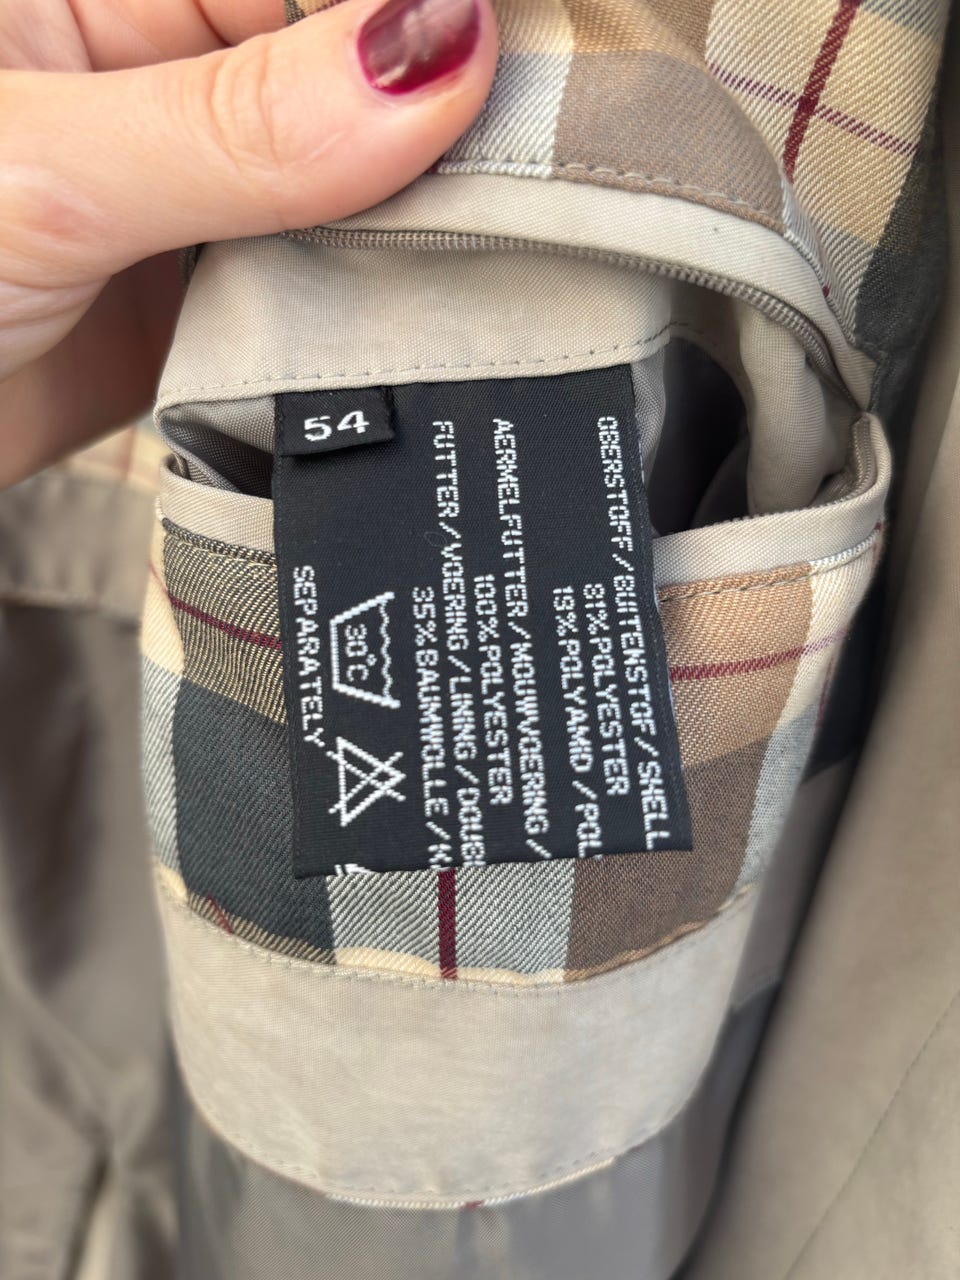 54
OBERSTOFF/BUITENSTOF/SHELL
81%POLYESTER
19%POLYAMID/POL
AERMELFUTTER/MOUWVOERING/
100%POLYESTER
FUTTER/VOERING/LINING/DOUB
35%BAUMWOLLE/K
30°C
SEPARATELY